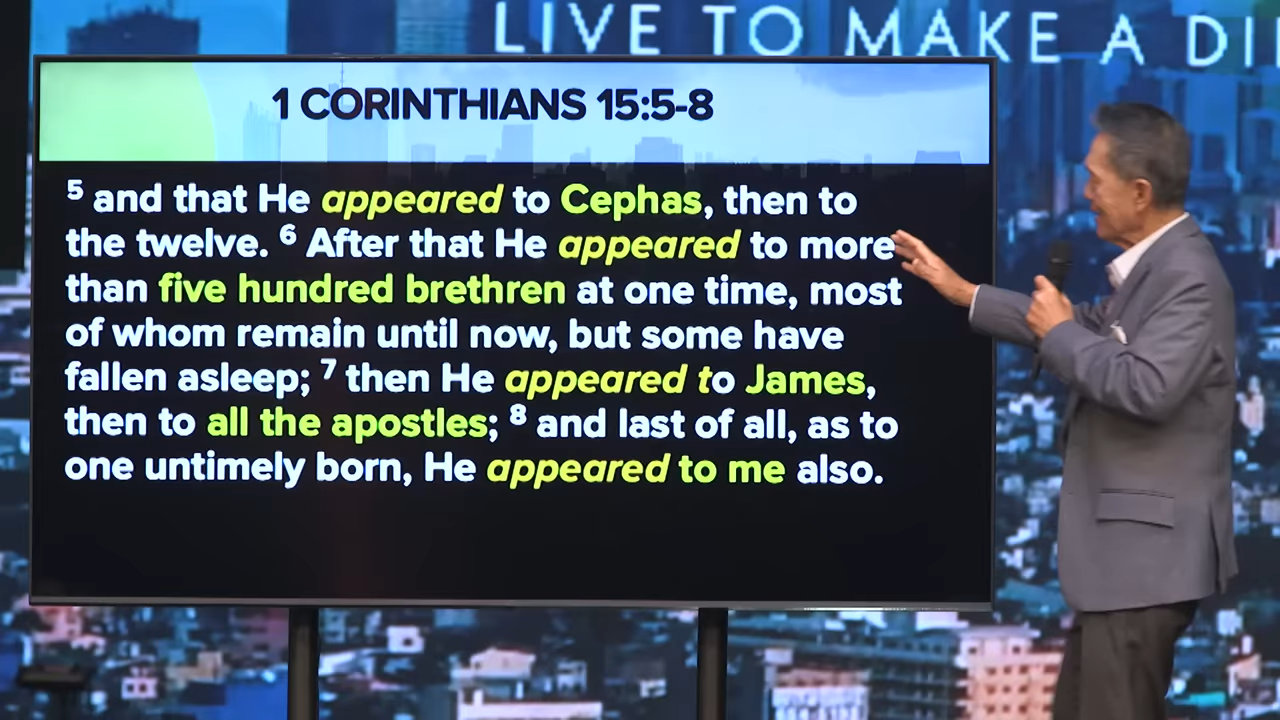 LIVE TO MAKE A DI
1 CORINTHIANS 15:5-8
5 and that He appeared to Cephas, then to
the twelve. 6 After that He appeared to more
than five hundred brethren at one time, most
of whom remain until now, but some have
fallen asleep; 7 then He appeared to James,
then to all the apostles; 8 and last of all, as to
one untimely born, He appeared to me also.